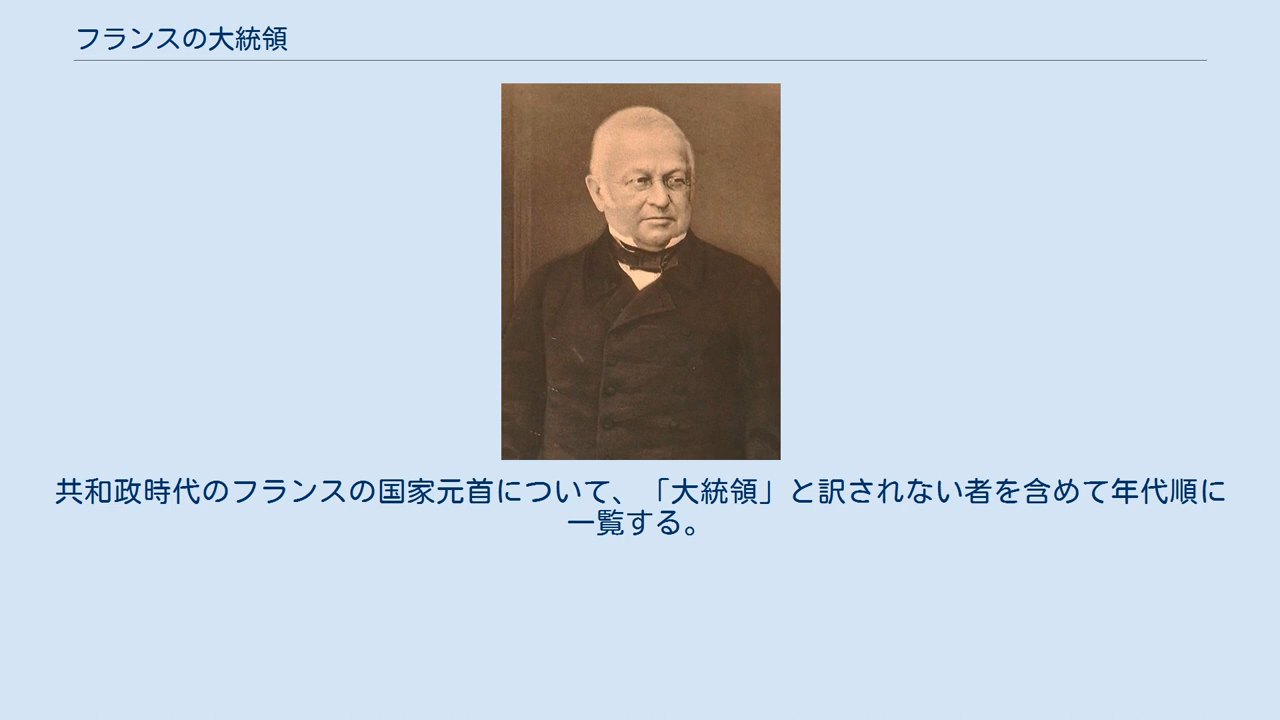 フランスの大統領
共和政時代のフランスの国家元首について、「大統領」と訳されない者を含めて年代順に
一覧する。